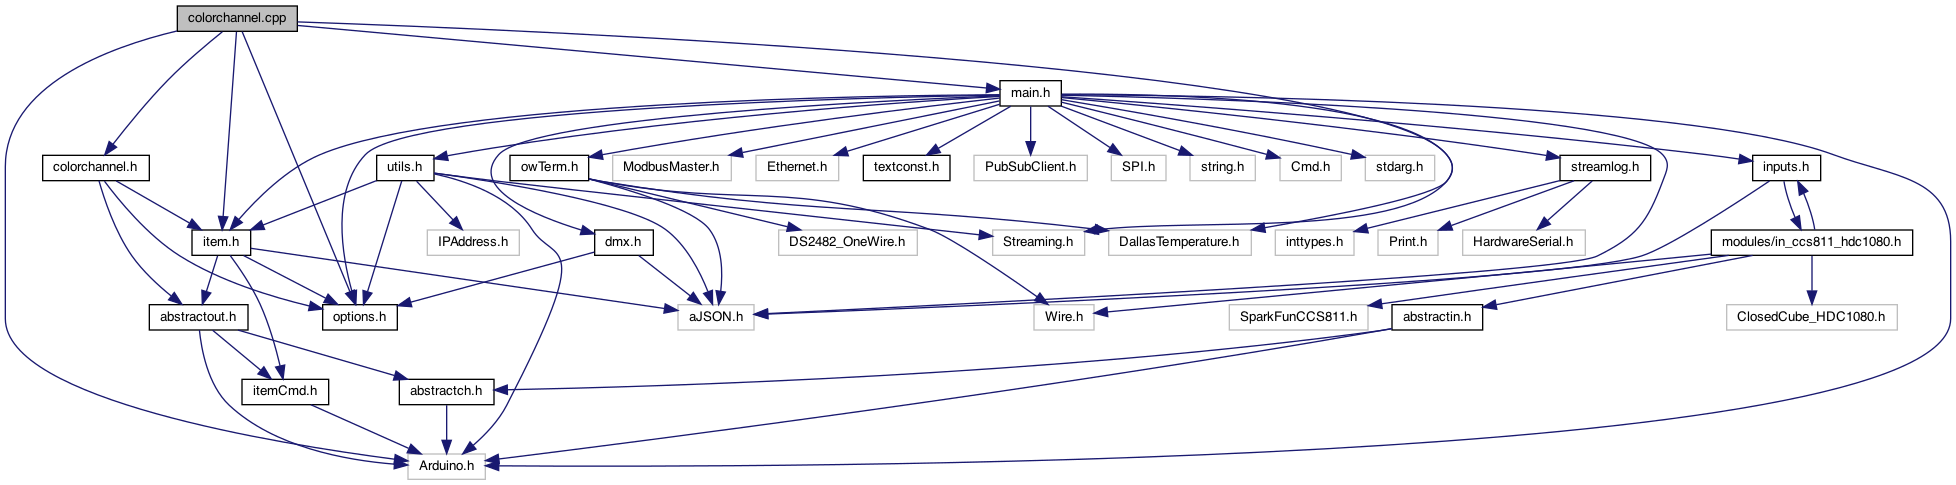 colorchannel.cpp
main.h
colorchannel.h
utils.h
owTerm.h
ModbusMaster.h
Ethernet.h
textconst.h
PubSubClient.h
SPI.h
string.h
Cmd.h
stdarg.h
streamlog.h
inputs.h
item.h
IPAddress.h
dmx.h
DS2482_OneWire.h
Streaming.h
DallasTemperature.h
inttypes.h
Print.h
HardwareSerial.h
modules/in_ccs811_hdc1080.h
abstractout.h
options.h
aJSON.h
Wire.h
SparkFunCCS811.h
abstractin.h
ClosedCube_HDC1080.h
itemCmd.h
abstractch.h
Arduino.h